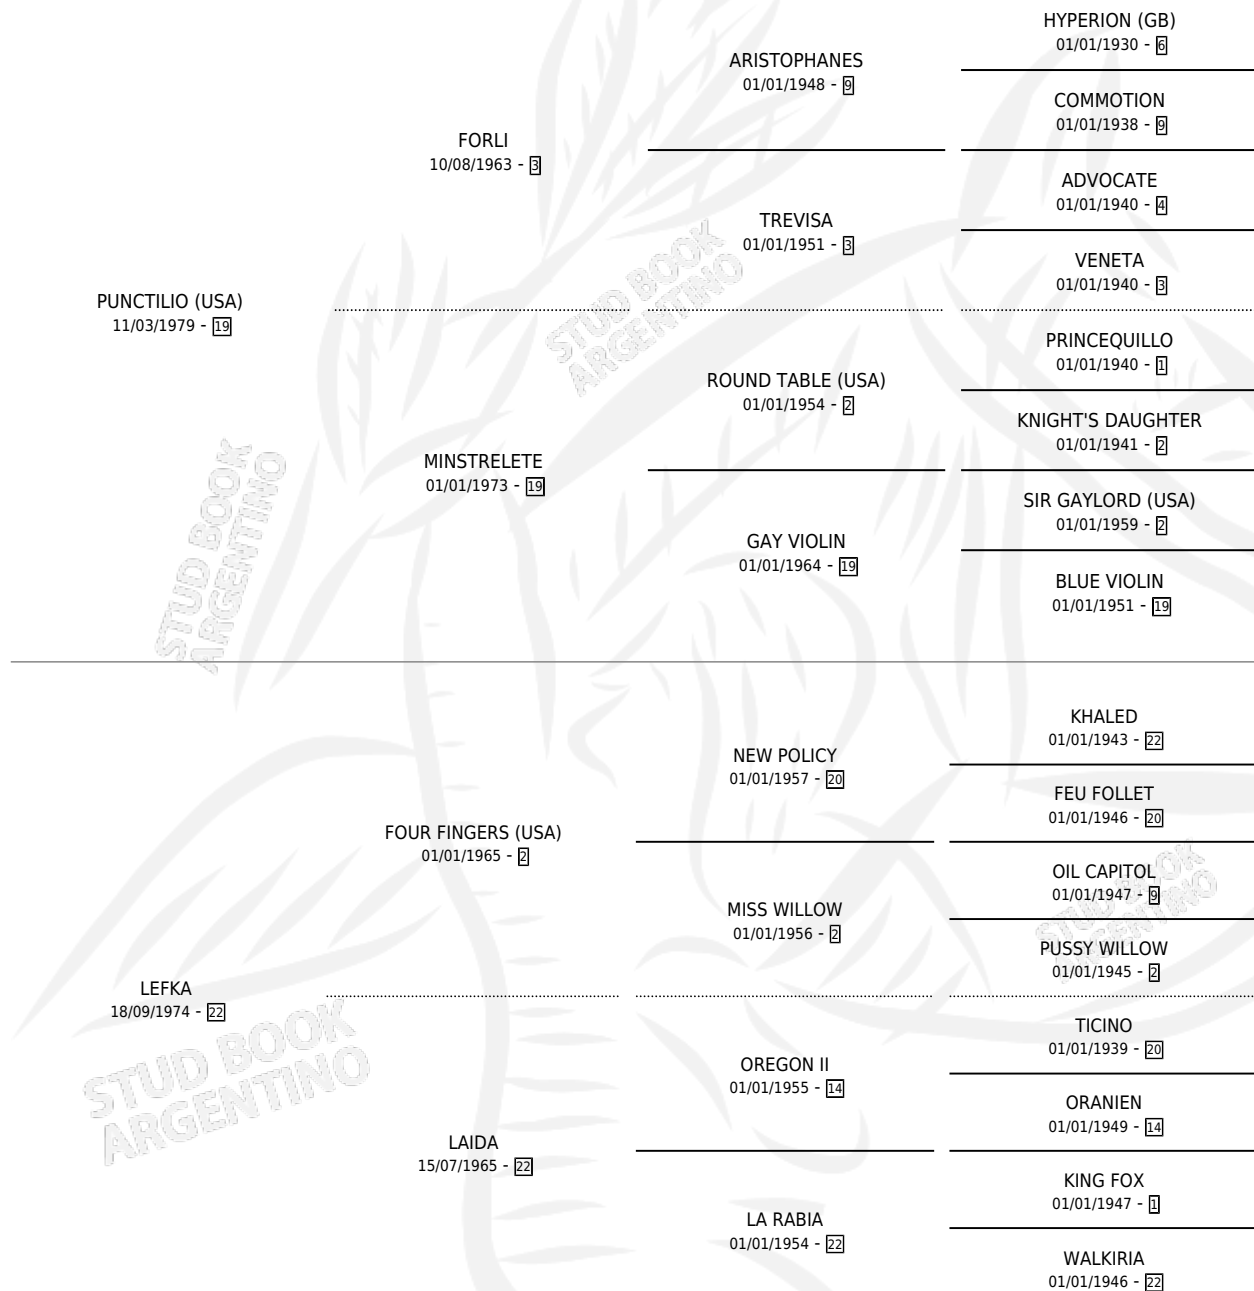 HYPERION (GB)
01/01/1930 - 6
ARISTOPHANES
01/01/1948 - 9
COMMOTION
01/01/1938 - 9
FORLI
10/08/1963 - 3
ADVOCATE
01/01/1940 - 4
TREVISA
01/01/1951 - 3
VENETA
01/01/1940 - 3
STUD BOOK
ARGENTINO
PUNCTILIO (USA)
11/03/1979 - 19
PRINCEQUILLO
01/01/1940 - 1
ROUND TABLE (USA)
01/01/1954 - 2
KNIGHT'S DAUGHTER
01/01/1941 - 2
MINSTRELETE
01/01/1973 - 19
SIR GAYLORD (USA)
01/01/1959 - 2
GAY VIOLIN
01/01/1964 - 19
BLUE VIOLIN
01/01/1951 - 19
STUD BOOK
ARGENTINO
KHALED
01/01/1943 - 22
NEW POLICY
01/01/1957 - 20
FEU FOLLET
01/01/1946 - 20
FOUR FINGERS (USA)
01/01/1965 - 2
OIL CAPITOL
01/01/1947 - 9
MISS WILLOW
01/01/1956 - 2
PUSSY WILLOW
01/01/1945 - 2
STUD BOOK
ARGENTINO
LEFKA
18/09/1974 - 22
TICINO
01/01/1939 - 20
OREGON II
01/01/1955 - 14
ORANIEN
01/01/1949 - 14
STUD BOOK
ARGENTINO
LAIDA
15/07/1965 - 22
KING FOX
01/01/1947 - 1
LA RABIA
01/01/1954 - 22
WALKIRIA
01/01/1946 - 22